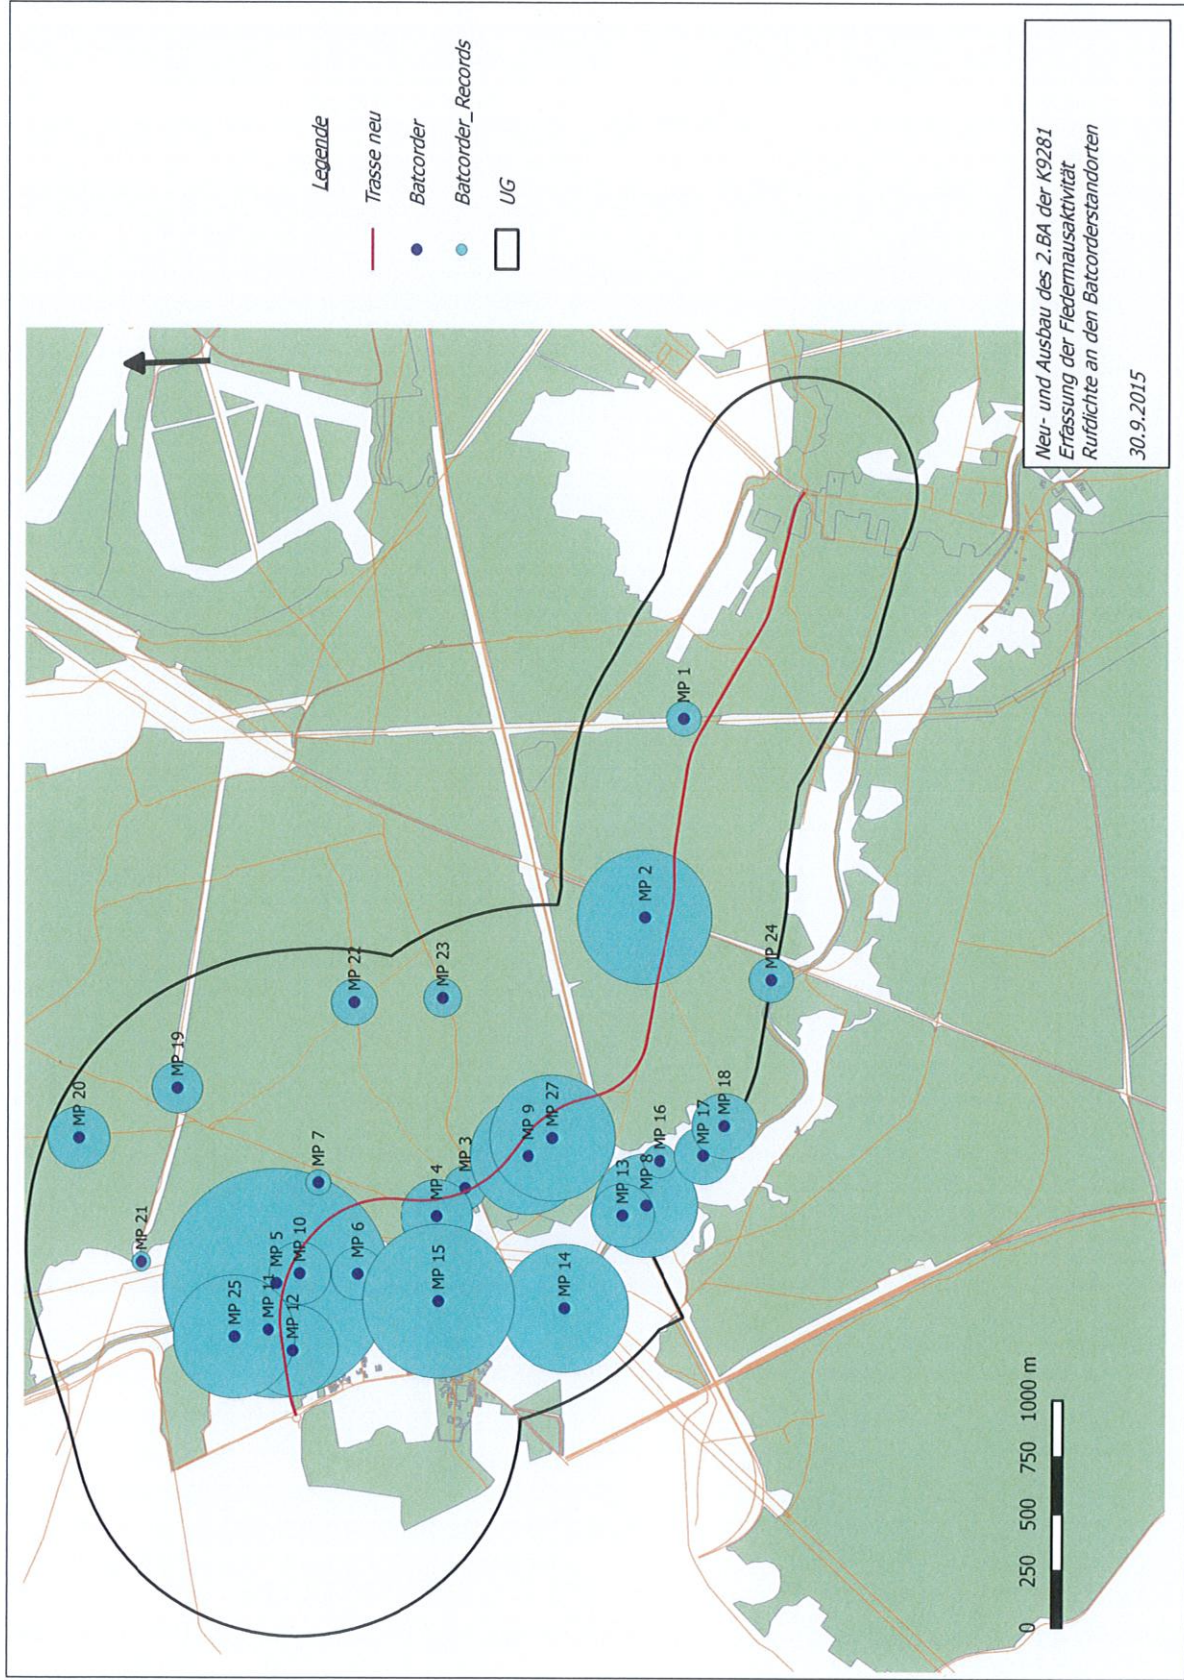 Legende
Trasse neu
Batcorder
Batcorder_Records
UG
MP 20
MP 19
MP 21
MP 22
MP 23
MP 7
MP 25
MP 11
MP 5
MP 10
MP 12
MP 6
MP 4
MP 3
MP 15
MP 14
MP 9
MP 27
MP 13
MP 8
MP 16
MP 17
MP 18
MP 2
MP 24
MP 1
0 250 500 750 1000 m
Neu- und Ausbau des 2.BA der K9281
Erfassung der Fledermausaktivität
Rufdichte an den Batcorderstandorten
30.9.2015